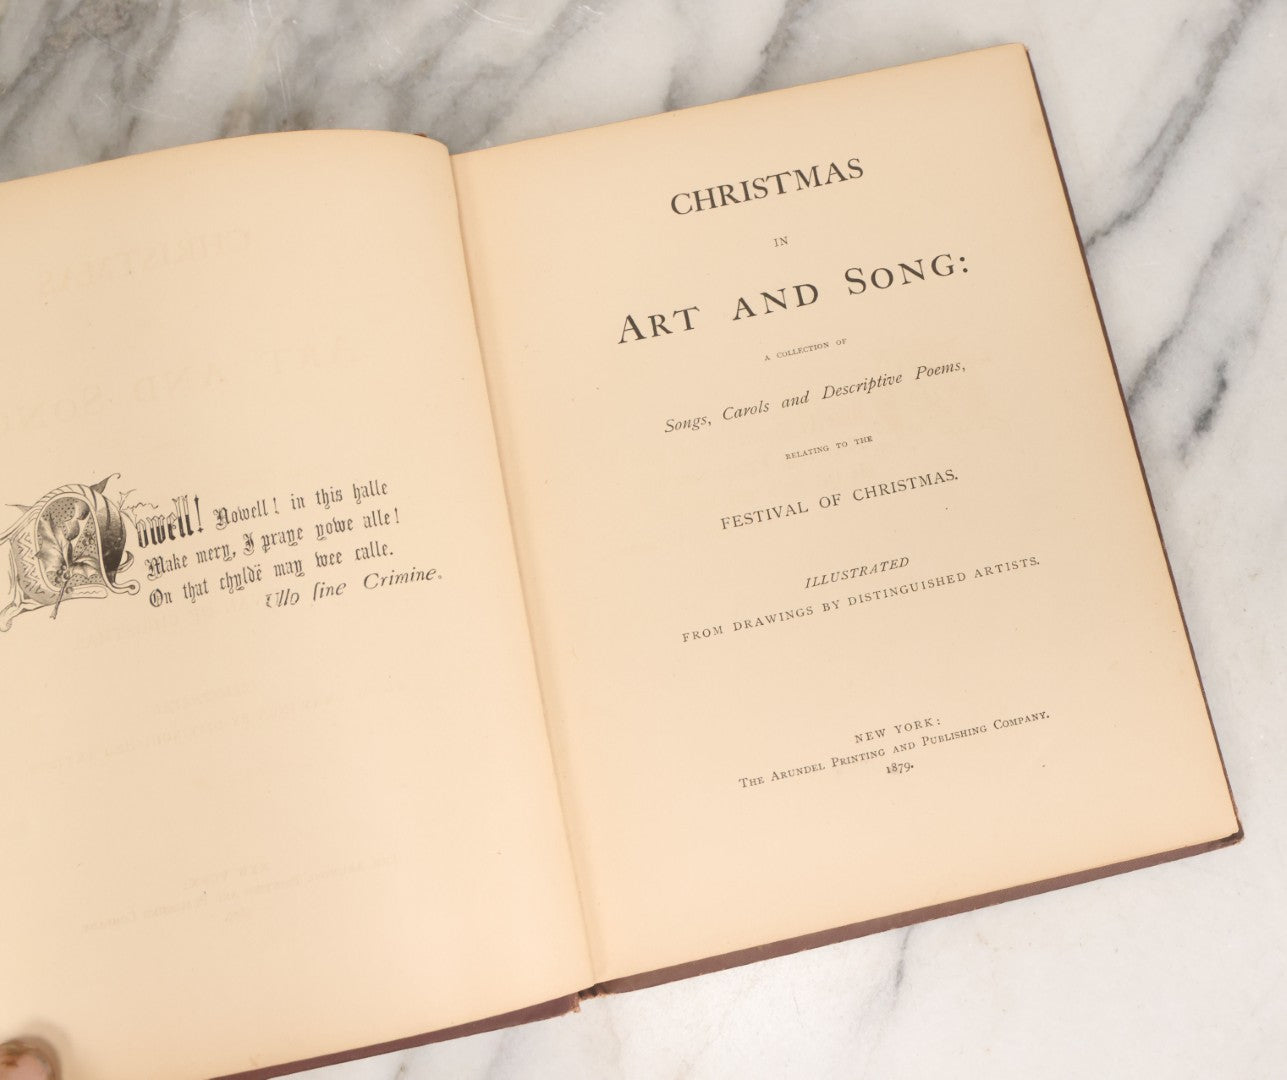 Nowell! Nowell! in this halle
Make mery, I praye yowe alle!
On that chyldë may wee calle.
Ullo sine Crimine.
CHRISTMAS
IN
ART AND SONG:
A COLLECTION OF
Songs, Carols and Descriptive Poems,
RELATING TO THE
FESTIVAL OF CHRISTMAS.
ILLUSTRATED
FROM DRAWINGS BY DISTINGUISHED ARTISTS.
NEW YORK:
THE ARUNDEL PRINTING AND PUBLISHING COMPANY.
1879.